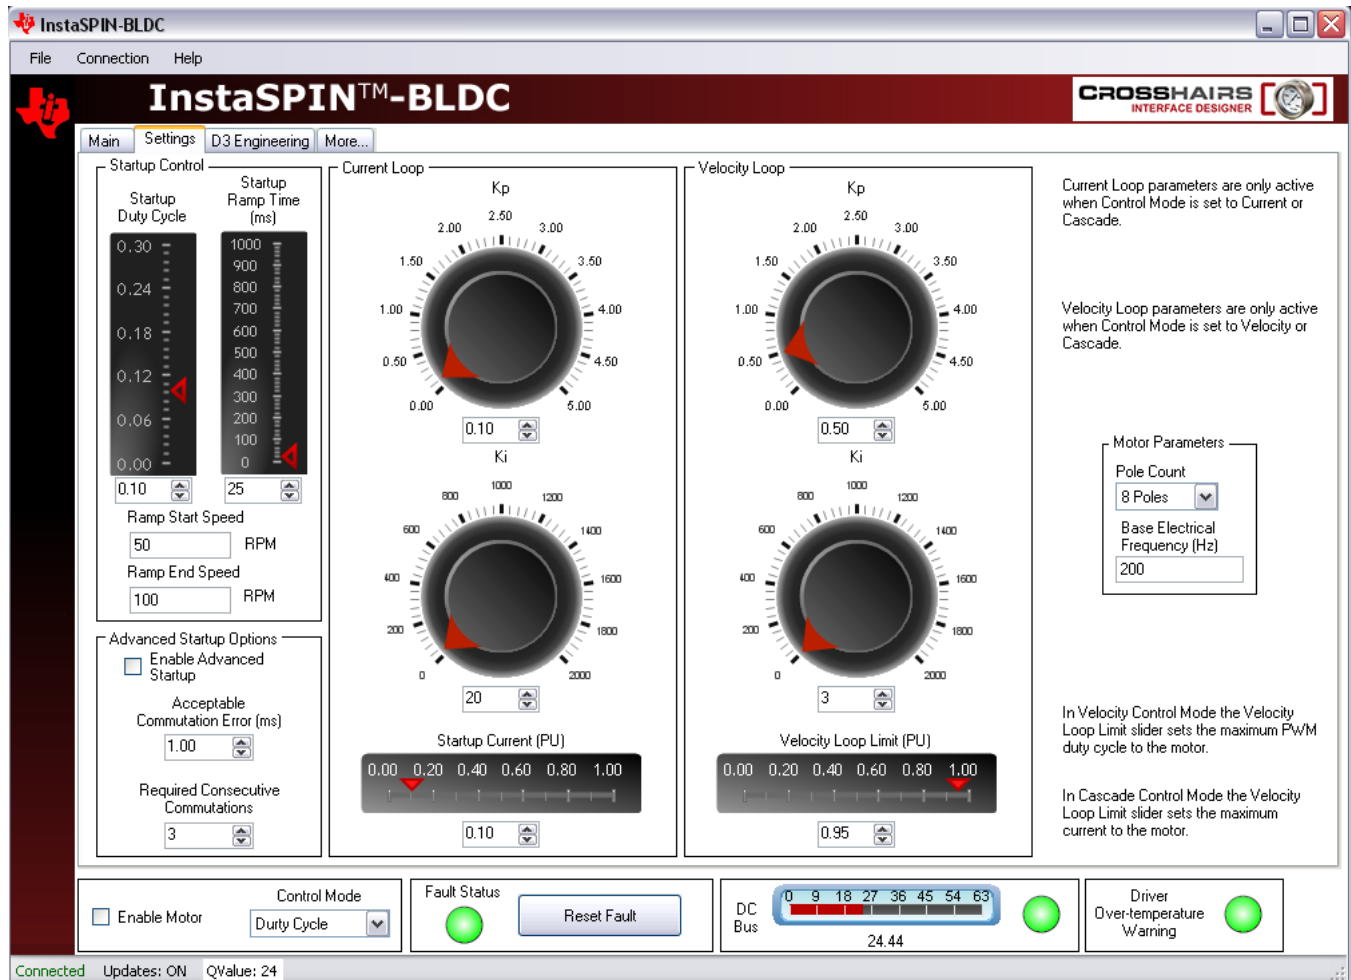 InstaSPIN-BLDC
File Connection Help
InstaSPIN™-BLDC
CROSSHAIRS
INTERFACE DESIGNER
Main Settings D3 Engineering More...
Startup Control
Startup
Duty Cycle
Startup
Ramp Time
(ms)
0.30
0.24
0.18
0.12
0.06
0.00
1000
900
800
700
600
500
400
300
200
100
0
0.10
25
Ramp Start Speed
50 RPM
Ramp End Speed
100 RPM
Advanced Startup Options
Enable Advanced
Startup
Acceptable
Commutation Error (ms)
1.00
Required Consecutive
Commutations
3
Current Loop
Kp
0.00
0.50
1.00
1.50
2.00
2.50
3.00
3.50
4.00
4.50
5.00
0.10
Ki
0
200
400
600
800
1000
1200
1400
1600
1800
2000
20
Startup Current (PU)
0.00 0.20 0.40 0.60 0.80 1.00
0.10
Velocity Loop
Kp
0.00
0.50
1.00
1.50
2.00
2.50
3.00
3.50
4.00
4.50
5.00
0.50
Ki
0
200
400
600
800
1000
1200
1400
1600
1800
2000
3
Velocity Loop Limit (PU)
0.00 0.20 0.40 0.60 0.80 1.00
0.95
Current Loop parameters are only active
when Control Mode is set to Current or
Cascade.
Velocity Loop parameters are only active
when Control Mode is set to Velocity or
Cascade.
Motor Parameters
Pole Count
8 Poles
Base Electrical
Frequency (Hz)
200
In Velocity Control Mode the Velocity
Loop Limit slider sets the maximum PWM
duty cycle to the motor.
In Cascade Control Mode the Velocity
Loop Limit slider sets the maximum
current to the motor.
Enable Motor
Control Mode
Durty Cycle
Fault Status
Reset Fault
DC
Bus
0 9 18 27 36 45 54 63
24.44
Driver
Over-temperature
Warning
Connected Updates: ON QValue: 24